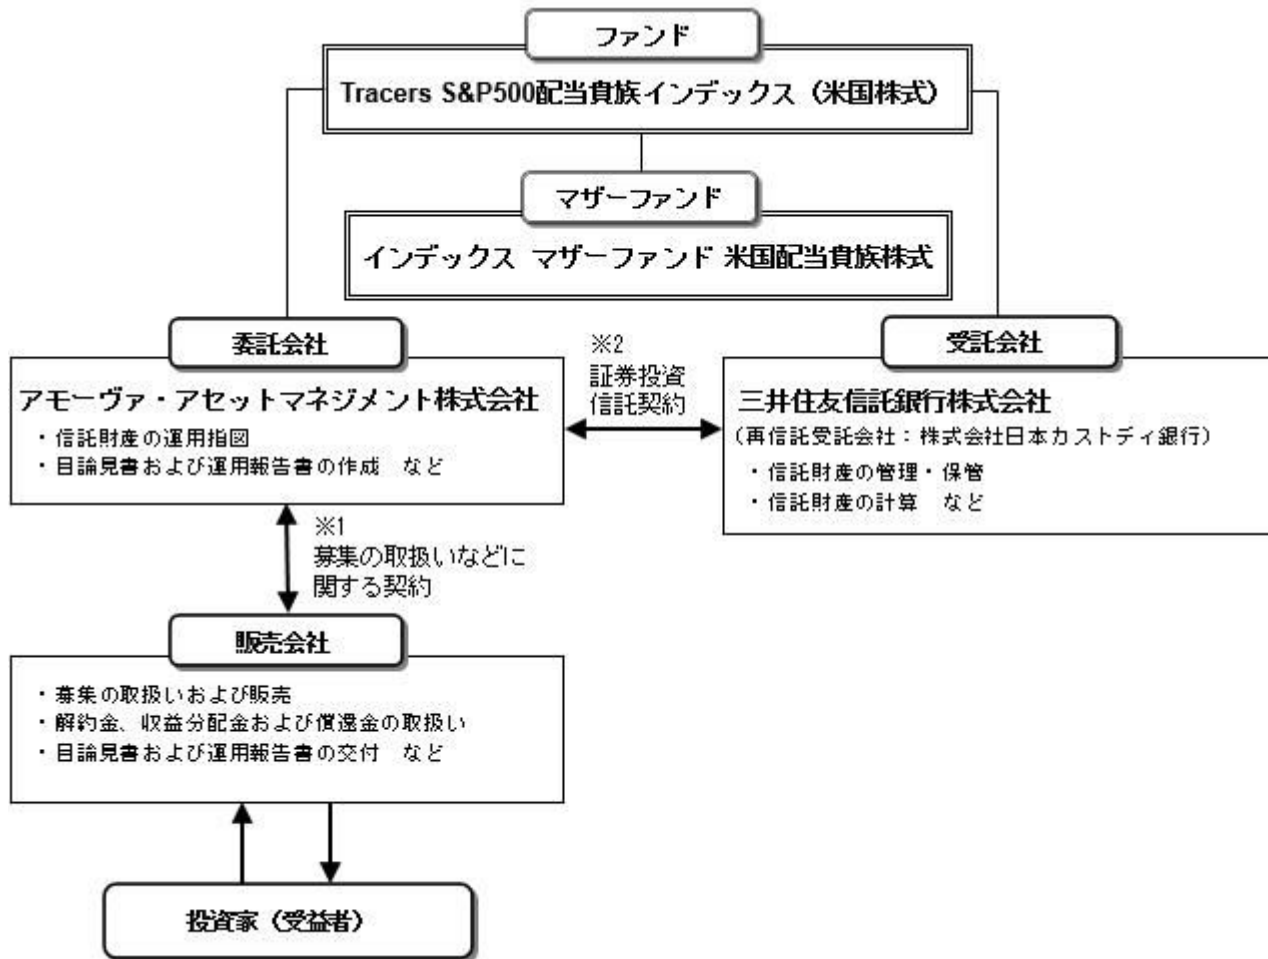 ファンド
Tracers S&P500配当貴族インデックス（米国株式）
マザーファンド
インデックス マザーファンド 米国配当貴族株式
委託会社
アモーヴァ・アセットマネジメント株式会社
・信託財産の運用指図
・目論見書および運用報告書の作成　など
※2
証券投資
信託契約
受託会社
三井住友信託銀行株式会社
（再信託受託会社：株式会社日本カストディ銀行）
・信託財産の管理・保管
・信託財産の計算　など
※1
募集の取扱いなどに
関する契約
販売会社
・募集の取扱いおよび販売
・解約金、収益分配金および償還金の取扱い
・目論見書および運用報告書の交付　など
投資家（受益者）